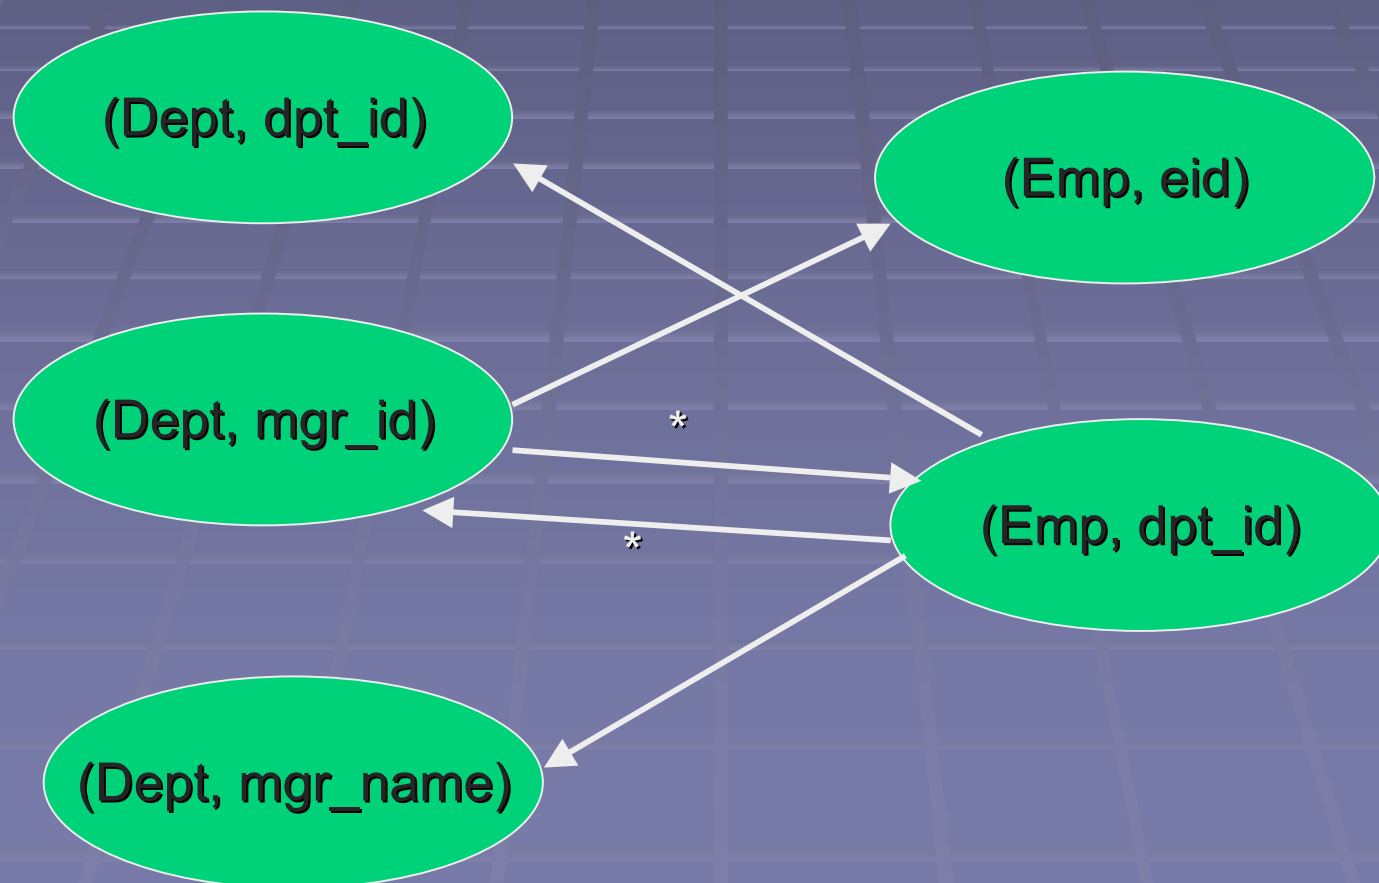 (Dept, dpt_id)
(Emp, eid)
(Dept, mgr_id)
*
(Emp, dpt_id)
*
(Dept, mgr_name)